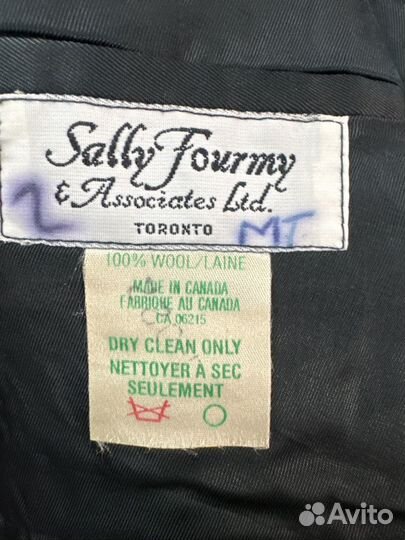 Sally Fourmy
& Associates Ltd.
TORONTO
2
MT
100% WOOL/LAINE
MADE IN CANADA
FABRIQUE AU CANADA
CA 06215
DRY CLEAN ONLY
NETTOYER À SEC
SEULEMENT
Avito